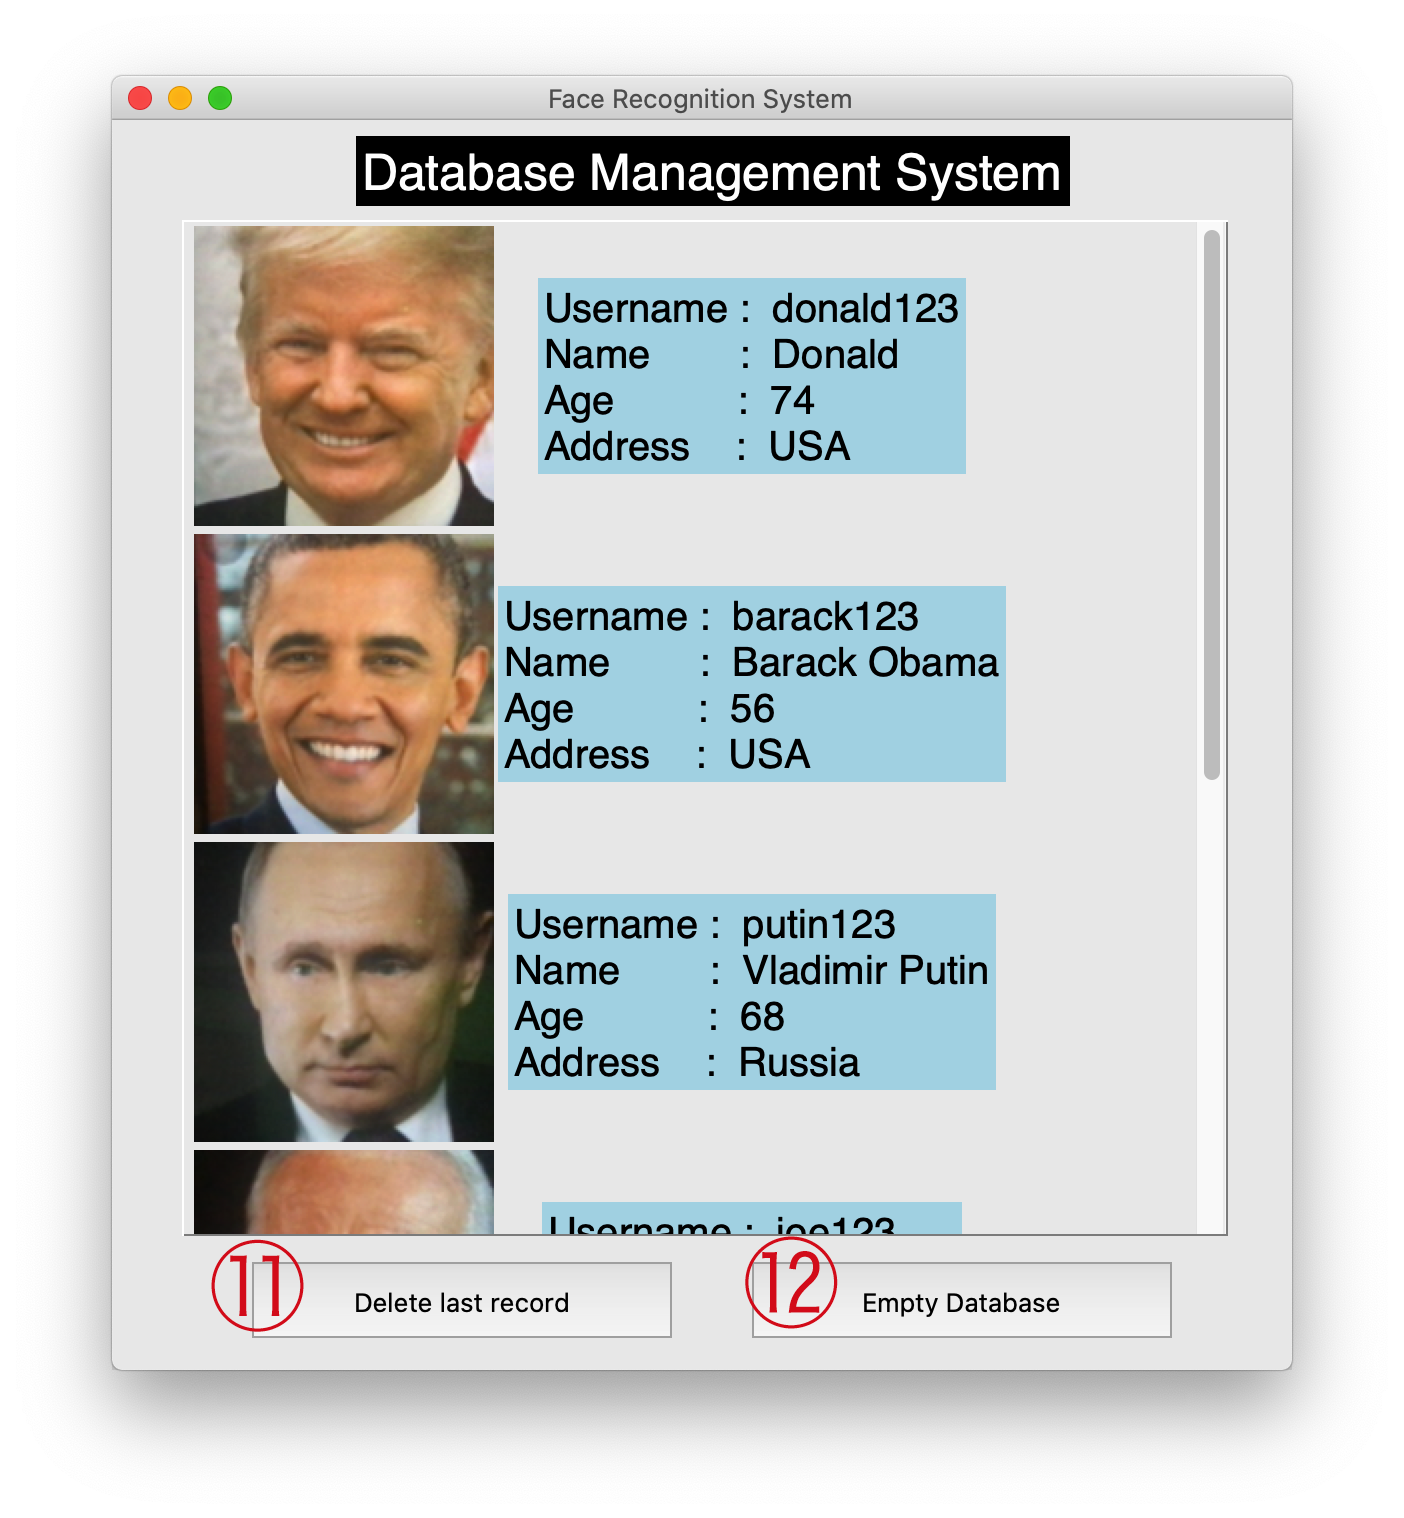 Face Recognition System
Database Management System
Username : donald123
Name : Donald
Age : 74
Address : USA
Username : barack123
Name : Barack Obama
Age : 56
Address : USA
Username : putin123
Name : Vladimir Putin
Age : 68
Address : Russia
Username : joe123
⑪ Delete last record
⑫ Empty Database